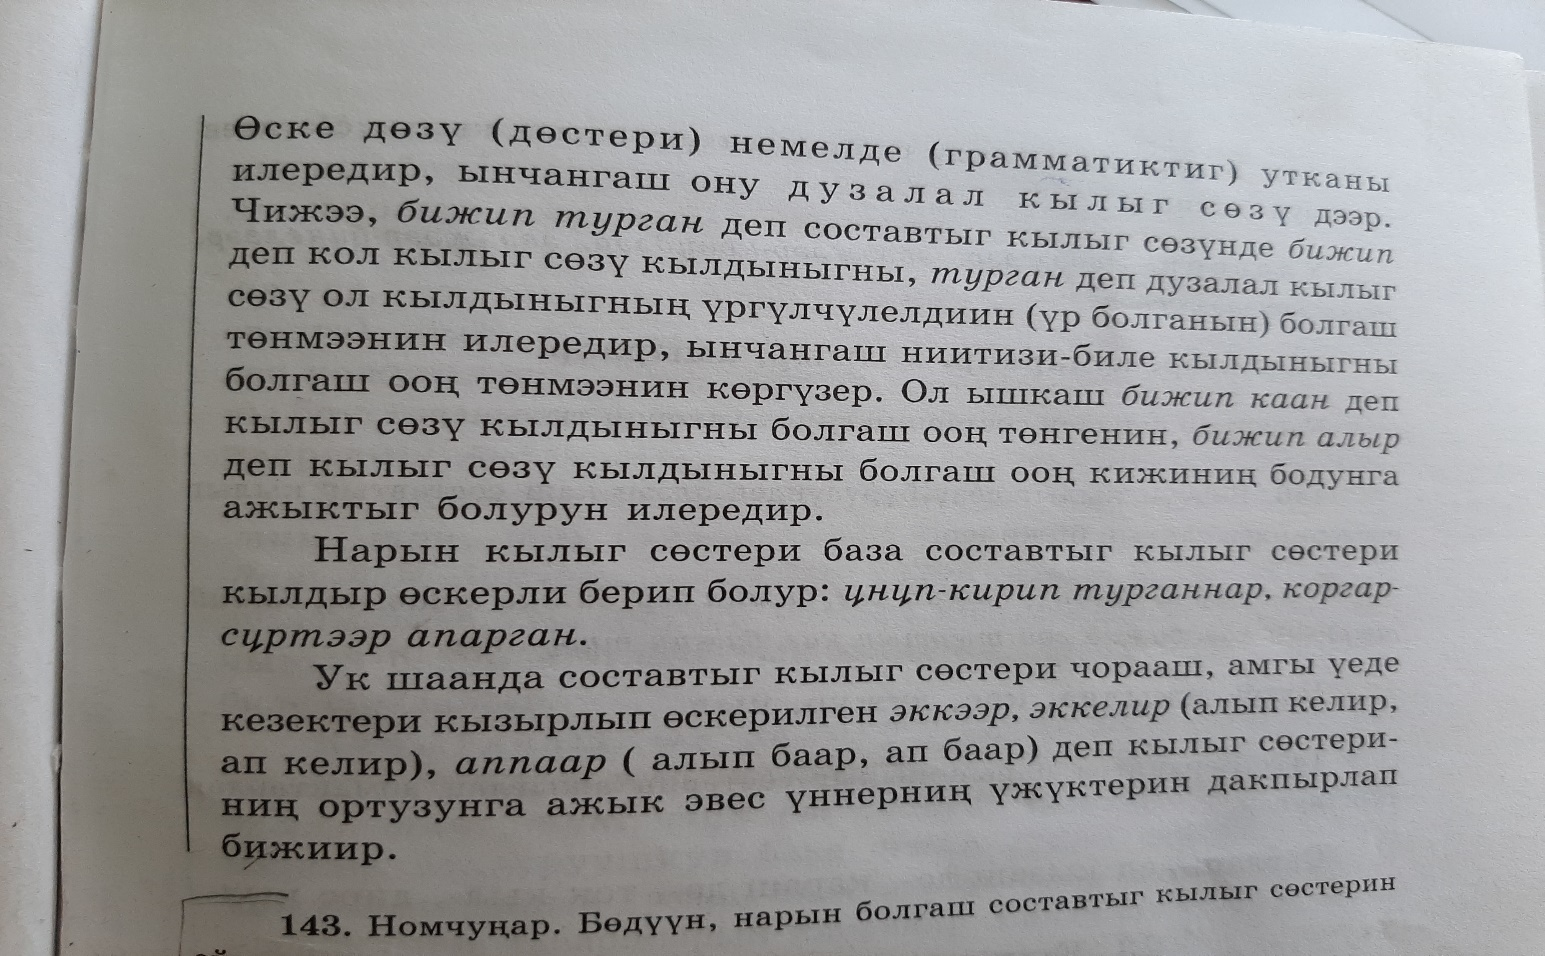 Өске дөзү (дөстери) немелде (грамматиктиг) утканы
илередир, ынчангаш ону дузалал кылыг сөзү дээр.
Чижээ, бижип турган деп составтыг кылыг сөзүнде бижип
деп кол кылыг сөзү кылдыныгны, турган деп дузалал кылыг
сөзү ол кылдыныгның үргүлчүлелдиин (үр болганын) болгаш
төнмээнин илередир, ынчангаш ниитизи-биле кылдыныгны
болгаш ооң төнмээнин көргүзер. Ол ышкаш бижип каан деп
кылыг сөзү кылдыныгны болгаш ооң төнгенин, бижип алыр
деп кылыг сөзү кылдыныгны болгаш ооң кижиниң бодунга
ажыктыг болурун илередир.
Нарын кылыг сөстери база составтыг кылыг сөстери
кылдыр өскерли берип болур: цнцп-кирип турганнар, коргар-
сцртээр апарган.
Ук шаанда составтыг кылыг сөстери чорааш, амгы үеде
кезектери кызырлып өскерилген эккээр, эккелир (алып келир,
ап келир), аппаар ( алып баар, ап баар) деп кылыг сөстери-
ниң ортузунга ажык эвес үннерниң үжүктерин дакпырлап
бижиир.
143. Номчуңар. Бөдүүн, нарын болгаш составтыг кылыг сөстерин